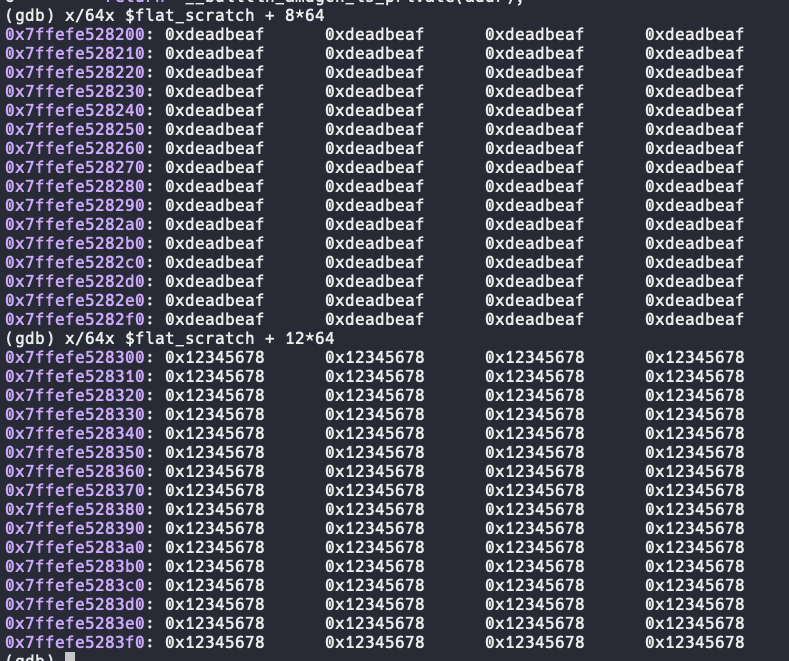 (gdb) x/64x $flat_scratch + 8*64
0x7ffefe528200: 0xdeadbeaf 0xdeadbeaf 0xdeadbeaf 0xdeadbeaf
0x7ffefe528210: 0xdeadbeaf 0xdeadbeaf 0xdeadbeaf 0xdeadbeaf
0x7ffefe528220: 0xdeadbeaf 0xdeadbeaf 0xdeadbeaf 0xdeadbeaf
0x7ffefe528230: 0xdeadbeaf 0xdeadbeaf 0xdeadbeaf 0xdeadbeaf
0x7ffefe528240: 0xdeadbeaf 0xdeadbeaf 0xdeadbeaf 0xdeadbeaf
0x7ffefe528250: 0xdeadbeaf 0xdeadbeaf 0xdeadbeaf 0xdeadbeaf
0x7ffefe528260: 0xdeadbeaf 0xdeadbeaf 0xdeadbeaf 0xdeadbeaf
0x7ffefe528270: 0xdeadbeaf 0xdeadbeaf 0xdeadbeaf 0xdeadbeaf
0x7ffefe528280: 0xdeadbeaf 0xdeadbeaf 0xdeadbeaf 0xdeadbeaf
0x7ffefe528290: 0xdeadbeaf 0xdeadbeaf 0xdeadbeaf 0xdeadbeaf
0x7ffefe5282a0: 0xdeadbeaf 0xdeadbeaf 0xdeadbeaf 0xdeadbeaf
0x7ffefe5282b0: 0xdeadbeaf 0xdeadbeaf 0xdeadbeaf 0xdeadbeaf
0x7ffefe5282c0: 0xdeadbeaf 0xdeadbeaf 0xdeadbeaf 0xdeadbeaf
0x7ffefe5282d0: 0xdeadbeaf 0xdeadbeaf 0xdeadbeaf 0xdeadbeaf
0x7ffefe5282e0: 0xdeadbeaf 0xdeadbeaf 0xdeadbeaf 0xdeadbeaf
0x7ffefe5282f0: 0xdeadbeaf 0xdeadbeaf 0xdeadbeaf 0xdeadbeaf
(gdb) x/64x $flat_scratch + 12*64
0x7ffefe528300: 0x12345678 0x12345678 0x12345678 0x12345678
0x7ffefe528310: 0x12345678 0x12345678 0x12345678 0x12345678
0x7ffefe528320: 0x12345678 0x12345678 0x12345678 0x12345678
0x7ffefe528330: 0x12345678 0x12345678 0x12345678 0x12345678
0x7ffefe528340: 0x12345678 0x12345678 0x12345678 0x12345678
0x7ffefe528350: 0x12345678 0x12345678 0x12345678 0x12345678
0x7ffefe528360: 0x12345678 0x12345678 0x12345678 0x12345678
0x7ffefe528370: 0x12345678 0x12345678 0x12345678 0x12345678
0x7ffefe528380: 0x12345678 0x12345678 0x12345678 0x12345678
0x7ffefe528390: 0x12345678 0x12345678 0x12345678 0x12345678
0x7ffefe5283a0: 0x12345678 0x12345678 0x12345678 0x12345678
0x7ffefe5283b0: 0x12345678 0x12345678 0x12345678 0x12345678
0x7ffefe5283c0: 0x12345678 0x12345678 0x12345678 0x12345678
0x7ffefe5283d0: 0x12345678 0x12345678 0x12345678 0x12345678
0x7ffefe5283e0: 0x12345678 0x12345678 0x12345678 0x12345678
0x7ffefe5283f0: 0x12345678 0x12345678 0x12345678 0x12345678
(gdb)